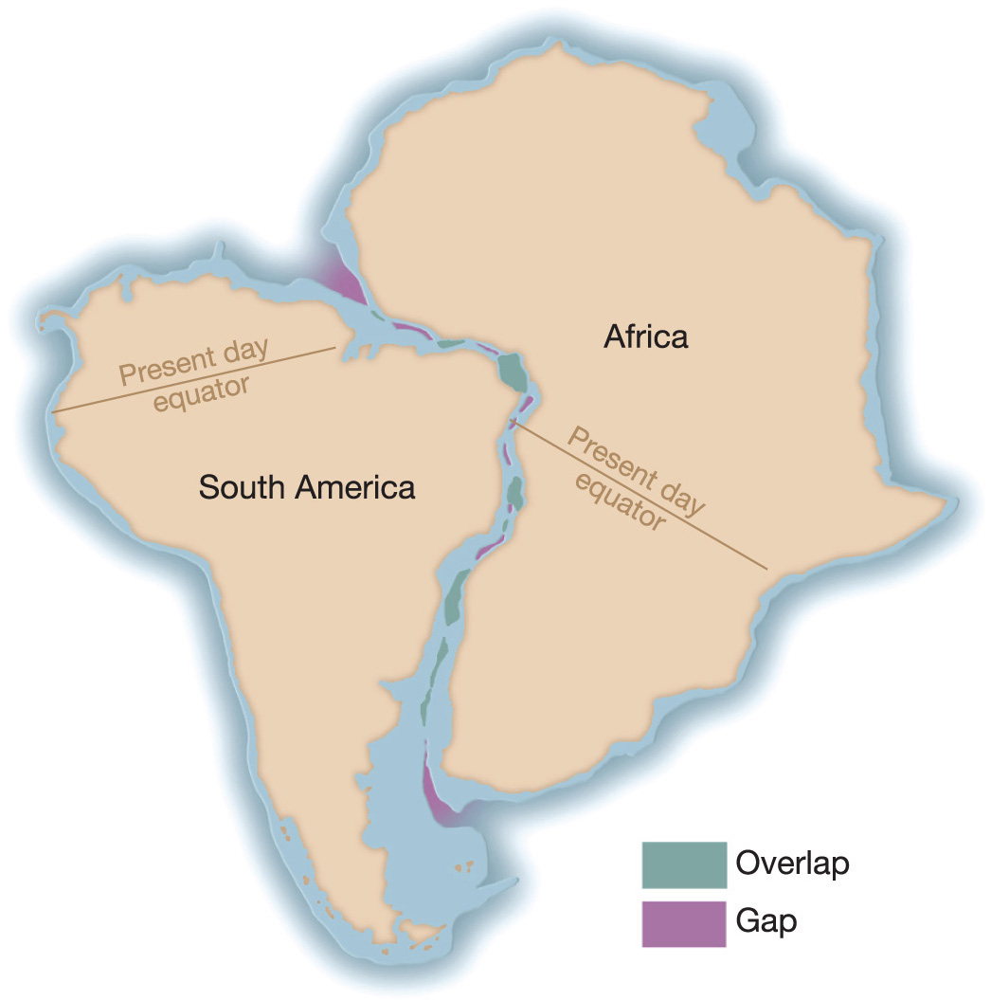 Africa
Present day
equator
Present day
equator
South America
Overlap
Gap